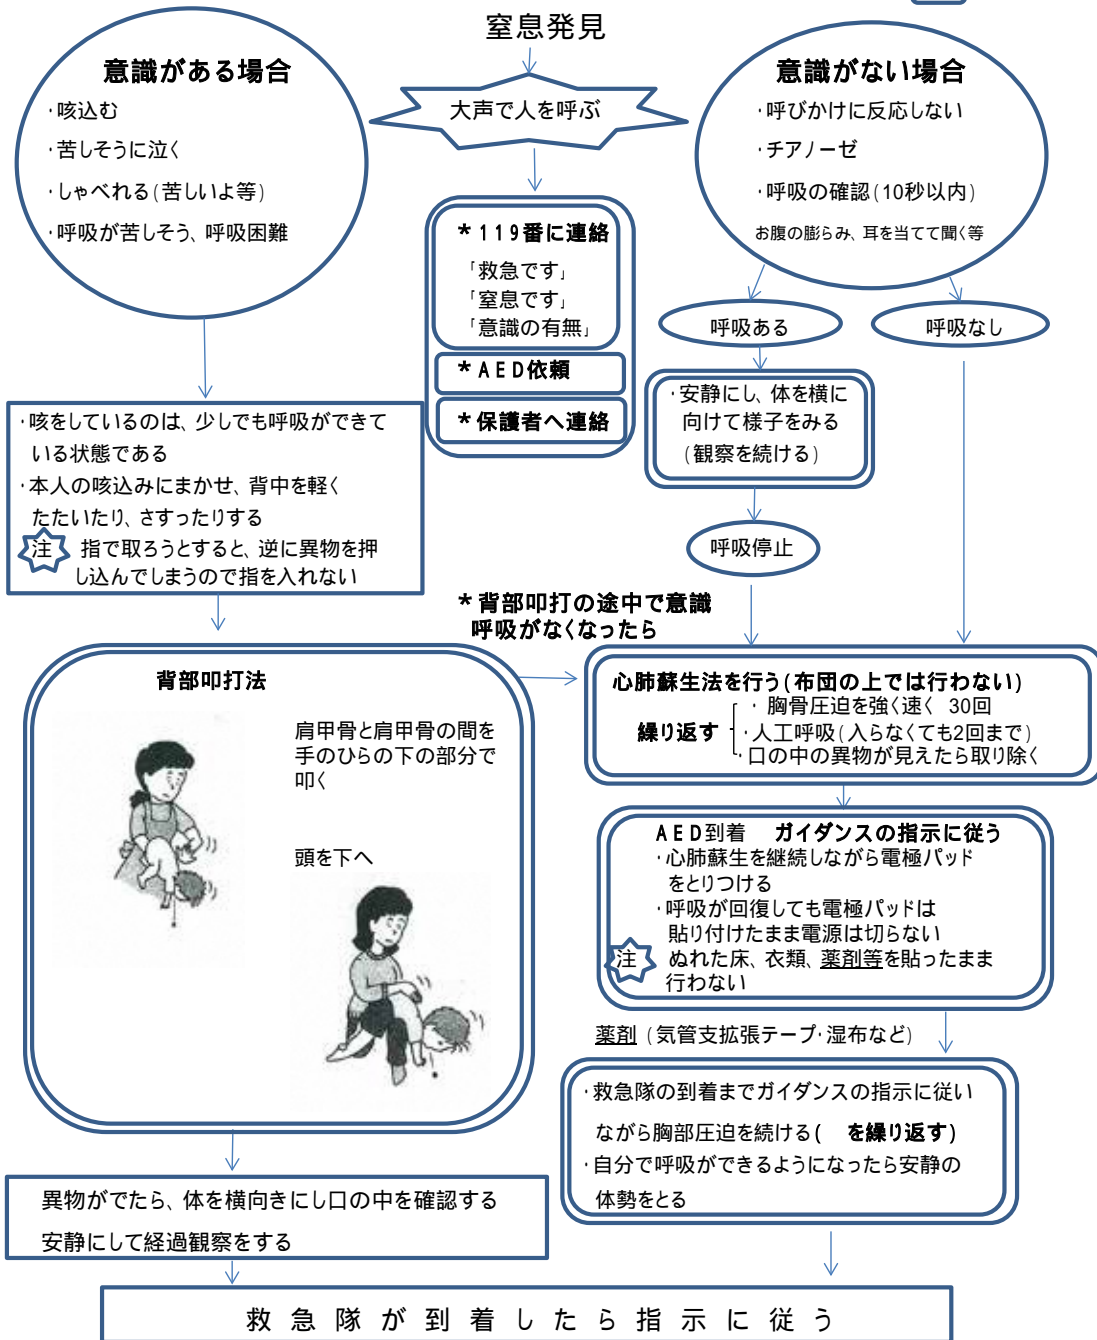 窒息発見
大声で人を呼ぶ
意識がある場合
・咳込む
・苦しそうに泣く
・しゃべれる(苦しいよ等)
・呼吸が苦しそう、呼吸困難
意識がない場合
・呼びかけに反応しない
・チアノーゼ
・呼吸の確認(10秒以内)
お腹の膨らみ、耳を当てて聞く等
*119番に連絡
「救急です」
「窒息です」
「意識の有無」
*AED依頼
*保護者へ連絡
呼吸ある
呼吸なし
・安静にし、体を横に
向けて様子をみる
(観察を続ける)
呼吸停止
・咳をしているのは、少しでも呼吸ができて
いる状態である
・本人の咳込みにまかせ、背中を軽く
たたいたり、さすったりする
注 指で取ろうとすると、逆に異物を押
し込んでしまうので指を入れない
*背部叩打の途中で意識
呼吸がなくなったら
背部叩打法
肩甲骨と肩甲骨の間を
手のひらの下の部分で
叩く
頭を下へ
心肺蘇生法を行う(布団の上では行わない)
・胸骨圧迫を強く速く 30回
繰り返す ・人工呼吸(入らなくても2回まで)
・口の中の異物が見えたら取り除く
AED到着 ガイダンスの指示に従う
・心肺蘇生を継続しながら電極パッド
をとりつける
・呼吸が回復しても電極パッドは
貼り付けたまま電源は切らない
注 ぬれた床、衣類、薬剤等を貼ったまま
行わない
薬剤(気管支拡張テープ・湿布など)
・救急隊の到着までガイダンスの指示に従い
ながら胸部圧迫を続ける( を繰り返す)
・自分で呼吸ができるようになったら安静の
体勢をとる
異物がでたら、体を横向きにし口の中を確認する
安静にして経過観察をする
救急隊が到着したら指示に従う